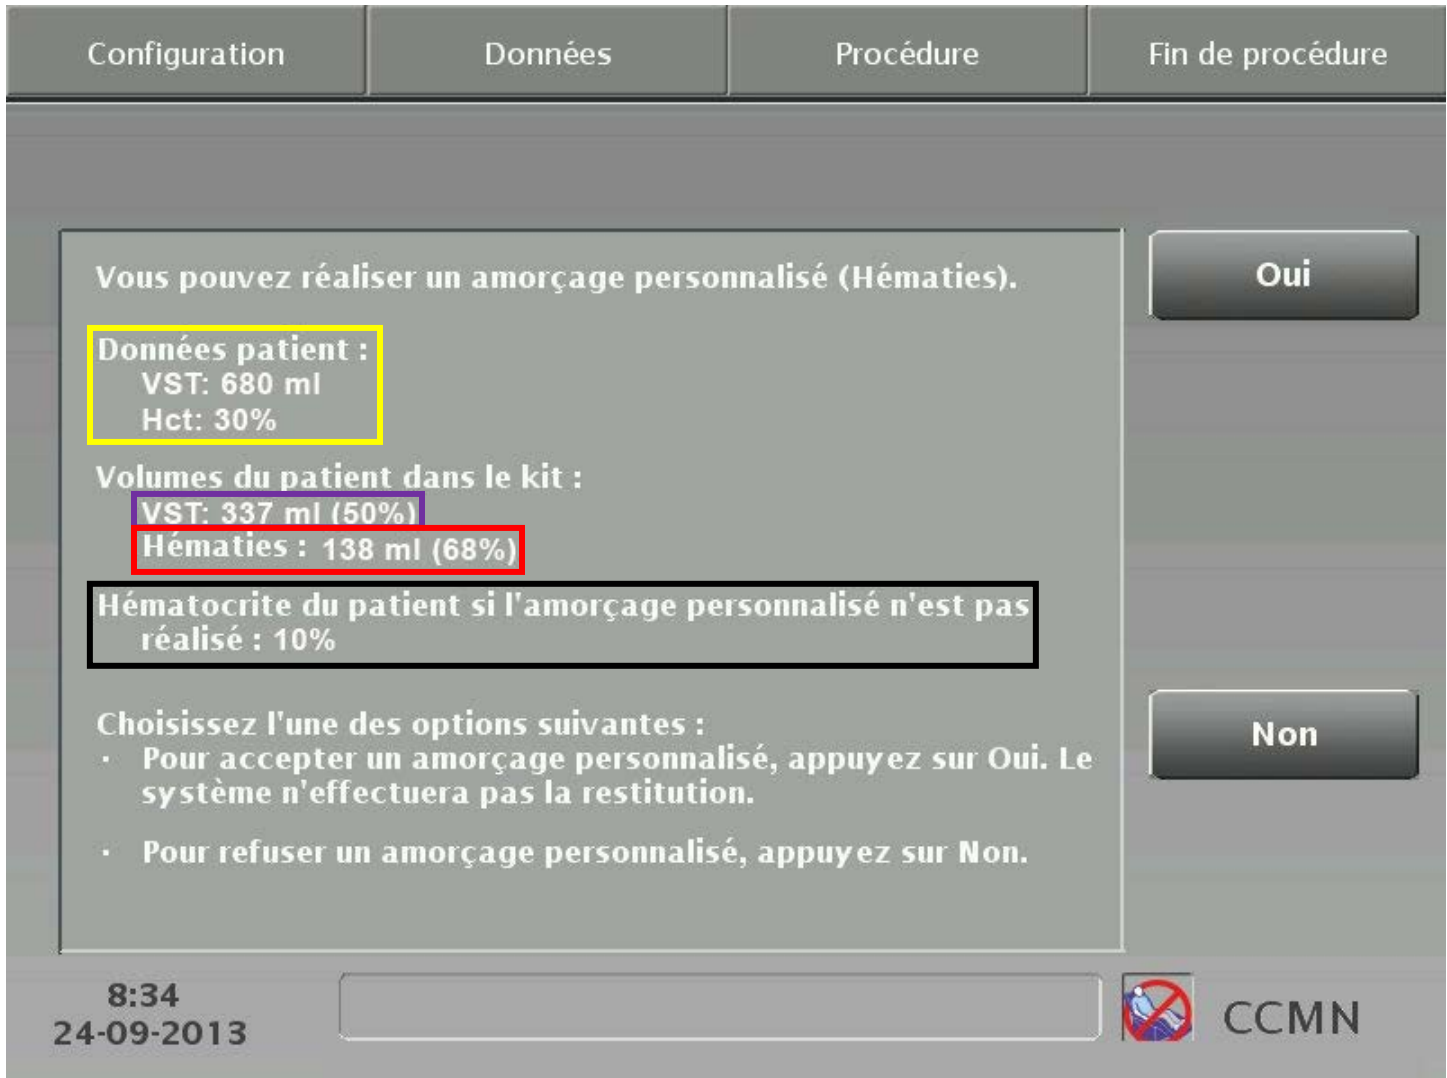 Configuration
Données
Procédure
Fin de procédure
Vous pouvez réaliser un amorçage personnalisé (Hématies).
Oui
Données patient :
VST: 680 ml
Hct: 30%
Volumes du patient dans le kit :
VST: 337 ml (50%)
Hématies : 138 ml (68%)
Hématocrite du patient si l'amorçage personnalisé n'est pas
réalisé : 10%
Choisissez l'une des options suivantes :
· Pour accepter un amorçage personnalisé, appuyez sur Oui. Le
système n'effectuera pas la restitution.
· Pour refuser un amorçage personnalisé, appuyez sur Non.
Non
8:34
24-09-2013
CCMN